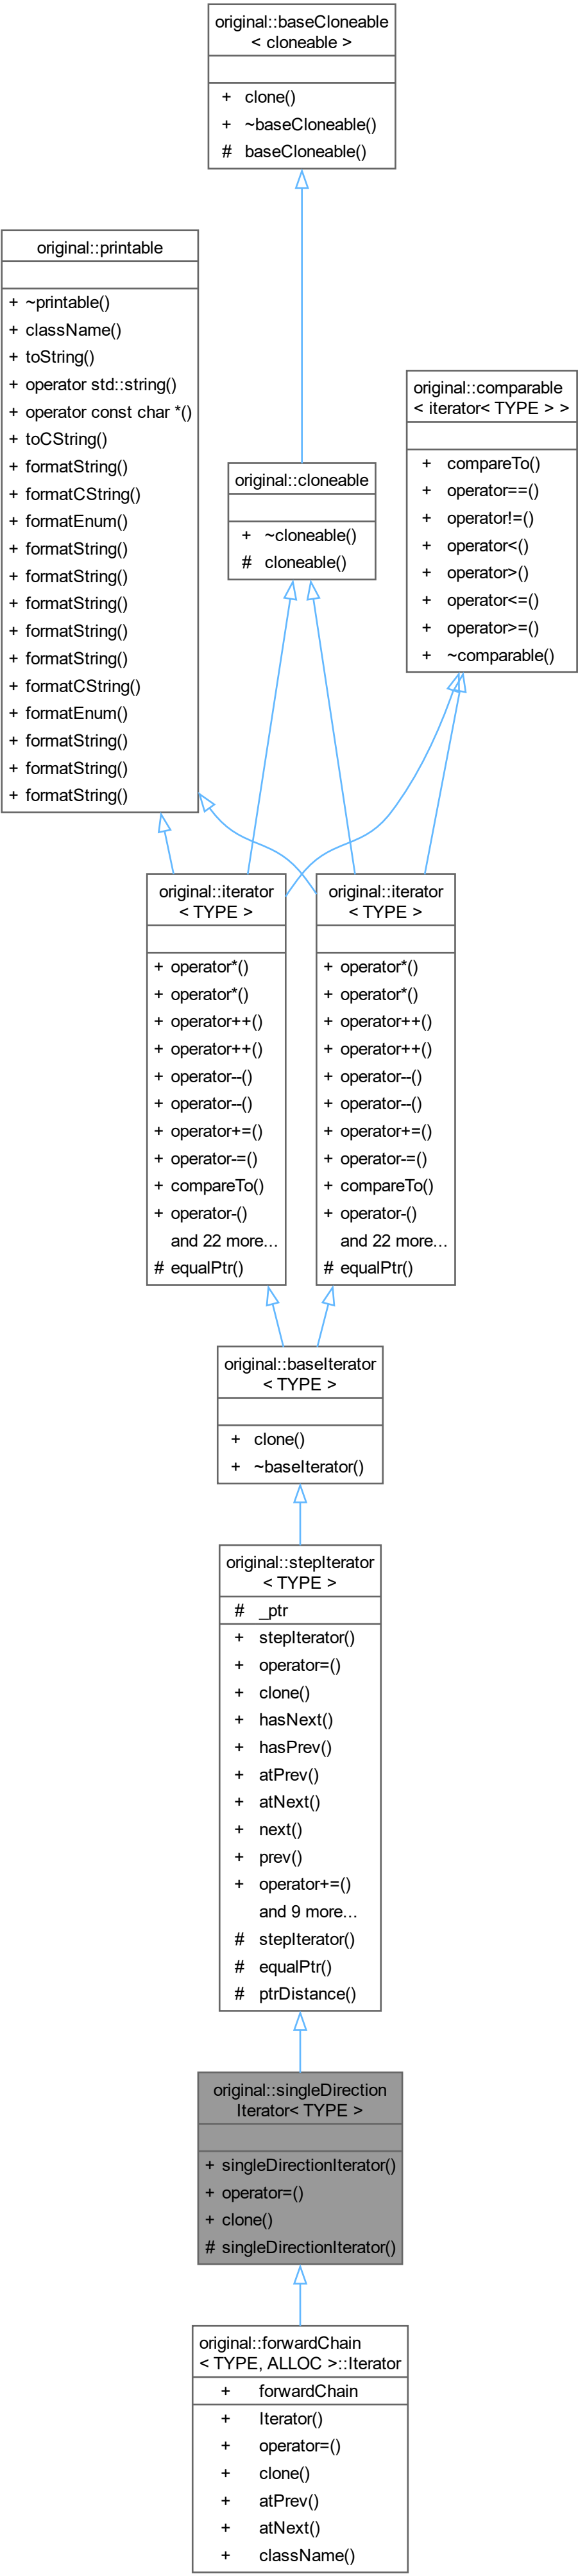 original::baseCloneable
< cloneable >
+ clone()
+ ~baseCloneable()
# baseCloneable()
original::printable
+ ~printable()
+ className()
+ toString()
+ operator std::string()
+ operator const char *()
+ toCString()
+ formatString()
+ formatCString()
+ formatEnum()
+ formatString()
+ formatString()
+ formatString()
+ formatString()
+ formatString()
+ formatCString()
+ formatEnum()
+ formatString()
+ formatString()
+ formatString()
original::comparable
< iterator< TYPE > >
+ compareTo()
+ operator==()
+ operator!=()
+ operator<()
+ operator>()
+ operator<=()
+ operator>=()
+ ~comparable()
original::cloneable
+ ~cloneable()
# cloneable()
original::iterator
< TYPE >
+ operator*()
+ operator*()
+ operator++()
+ operator++()
+ operator--()
+ operator--()
+ operator+=()
+ operator-=()
+ compareTo()
+ operator-()
and 22 more...
# equalPtr()
original::iterator
< TYPE >
+ operator*()
+ operator*()
+ operator++()
+ operator++()
+ operator--()
+ operator--()
+ operator+=()
+ operator-=()
+ compareTo()
+ operator-()
and 22 more...
# equalPtr()
original::baseIterator
< TYPE >
+ clone()
+ ~baseIterator()
original::stepIterator
< TYPE >
# _ptr
+ stepIterator()
+ operator=()
+ clone()
+ hasNext()
+ hasPrev()
+ atPrev()
+ atNext()
+ next()
+ prev()
+ operator+=()
and 9 more...
# stepIterator()
# equalPtr()
# ptrDistance()
original::singleDirection
Iterator< TYPE >
+ singleDirectionIterator()
+ operator=()
+ clone()
# singleDirectionIterator()
original::forwardChain
< TYPE, ALLOC >::Iterator
+ forwardChain
+ Iterator()
+ operator=()
+ clone()
+ atPrev()
+ atNext()
+ className()